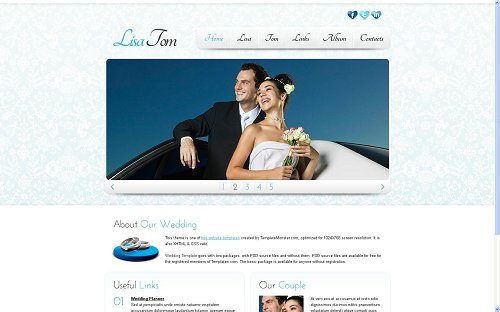 Lisa Tom
Home Lisa Tom Links Album Contacts
1 2 3 4 5
About Our Wedding
This theme is one of free website templates created by TemplateMonster.com, optimized for 1024X768 screen resolution. It is
also XHTML & CSS valid.
Wedding Template goes with two packages: with PSD source files and without them. PSD source files are available for free
for the registered members of Templates.com. The basic package is available for anyone without registration.
Useful Links
01 Wedding Planner
Sed ut perspiciatis unde omnis natusme voluptatem
accusantium doloremque laudantium totam aperiam eaque
Our Couple
At vero eos et accusamus et iusto odio
dignissimos ducimus
voluptatum deleniti atque corrupti quos